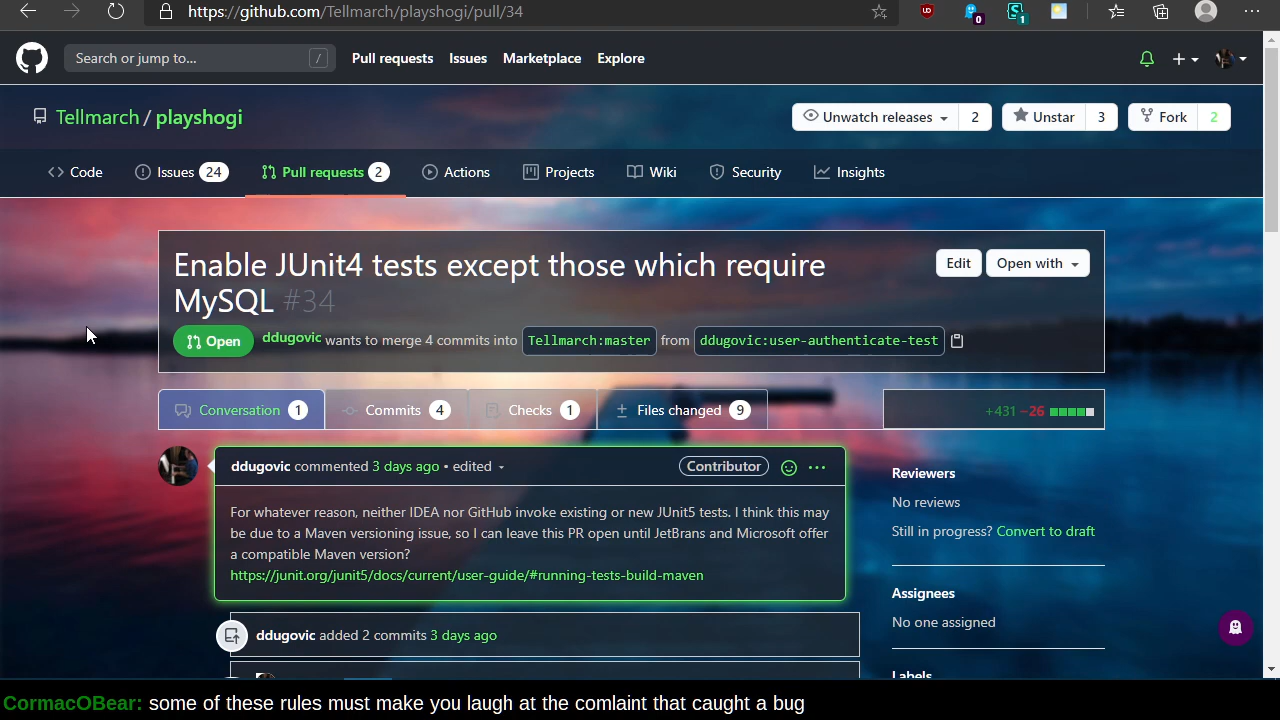 https://github.com/Tellmarch/playshogi/pull/34
0
1
Search or jump to...
/
Pull requests
Issues
Marketplace
Explore
Tellmarch / playshogi
Unwatch releases
2
Unstar
3
Fork
2
Code
Issues 24
Pull requests 2
Actions
Projects
Wiki
Security
Insights
Enable JUnit4 tests except those which require
MySQL #34
Edit
Open with
Open
ddugovic wants to merge 4 commits into Tellmarch:master from ddugovic:user-authenticate-test
Conversation 1
Commits 4
Checks 1
Files changed 9
+431 −26
ddugovic commented 3 days ago • edited
Contributor
For whatever reason, neither IDEA nor GitHub invoke existing or new JUnit5 tests. I think this may
be due to a Maven versioning issue, so I can leave this PR open until JetBrans and Microsoft offer
a compatible Maven version?
https://junit.org/junit5/docs/current/user-guide/#running-tests-build-maven
ddugovic added 2 commits 3 days ago
Reviewers
No reviews
Still in progress? Convert to draft
Assignees
No one assigned
Labels
CormacOBear: some of these rules must make you laugh at the comlaint that caught a bug